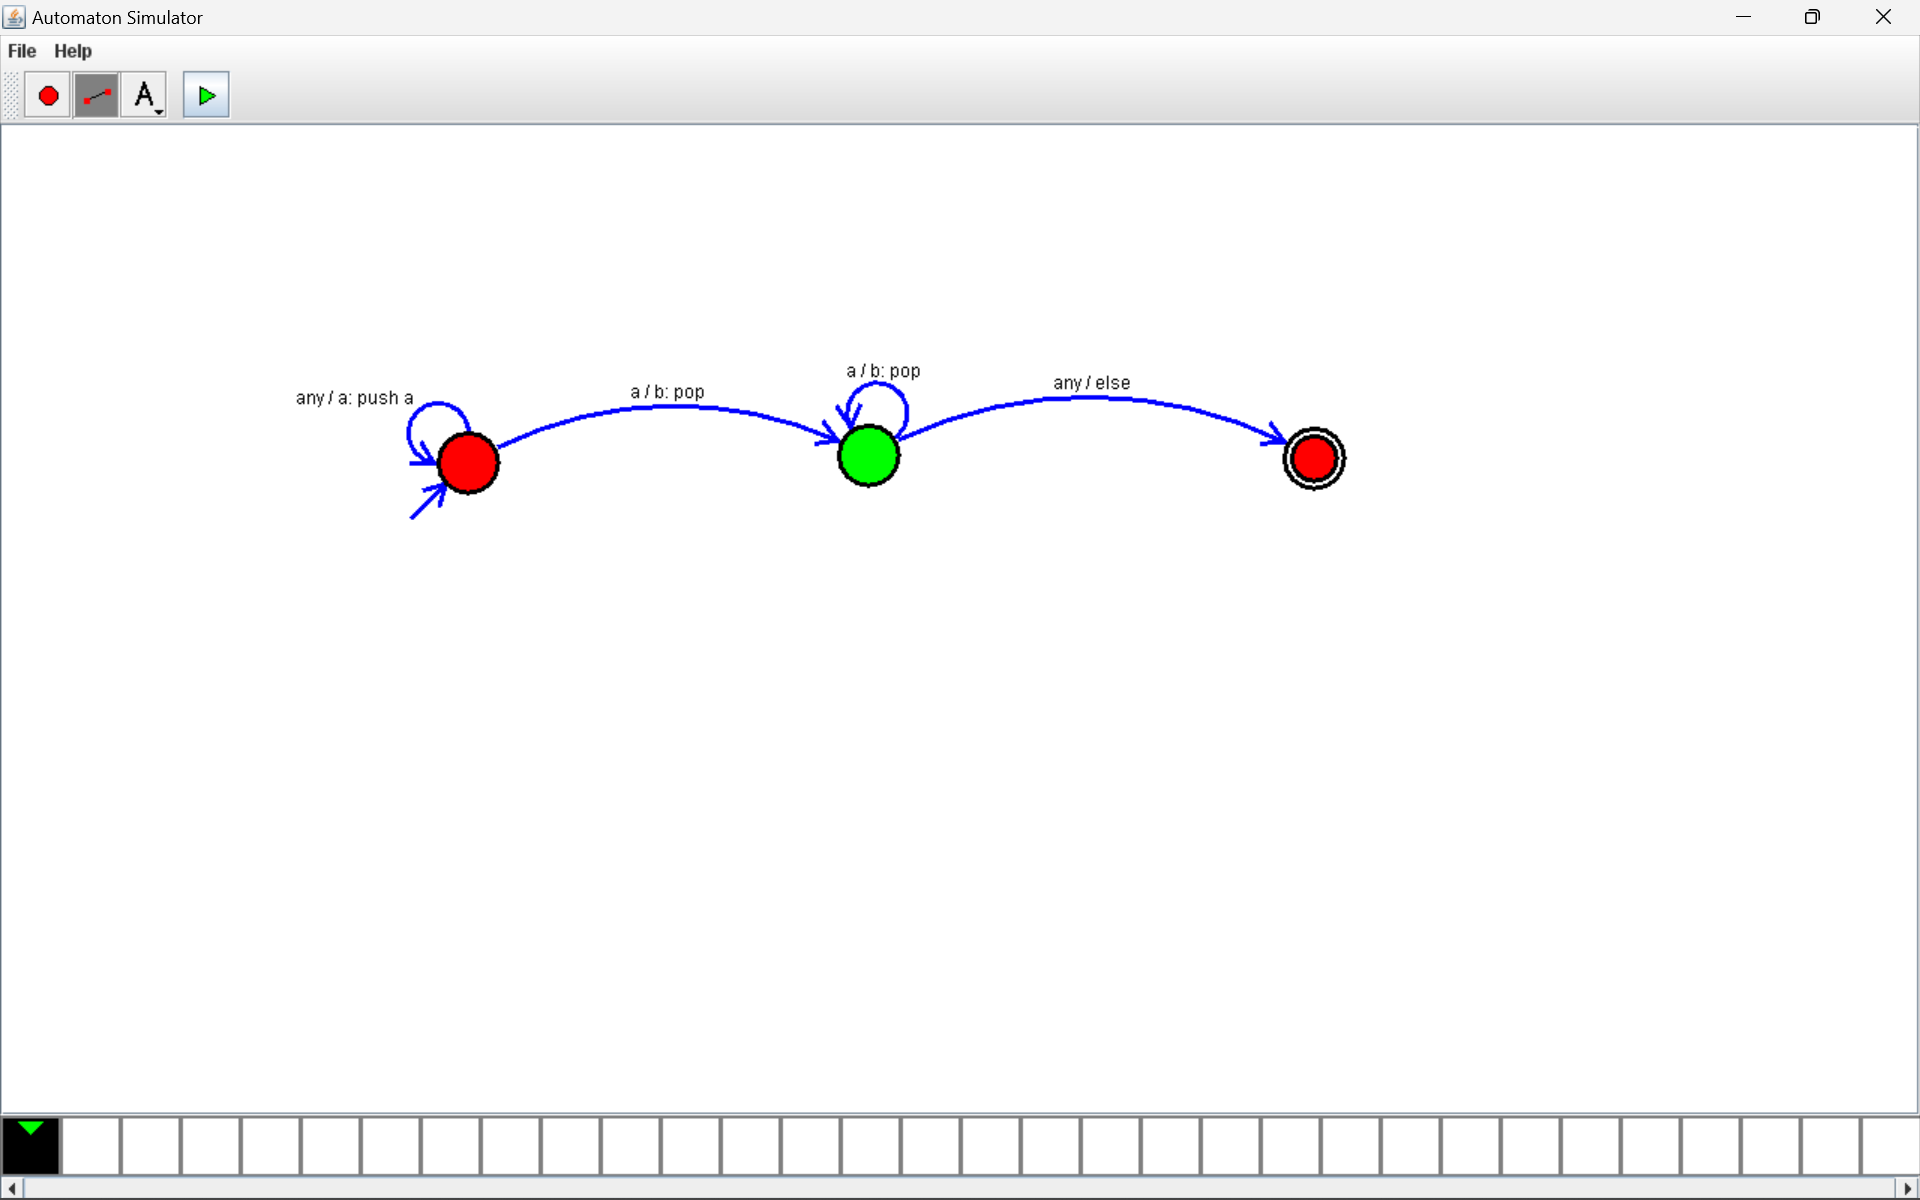 Automaton Simulator
File Help
A
a / b: pop
any / else
a / b: pop
any / a: push a